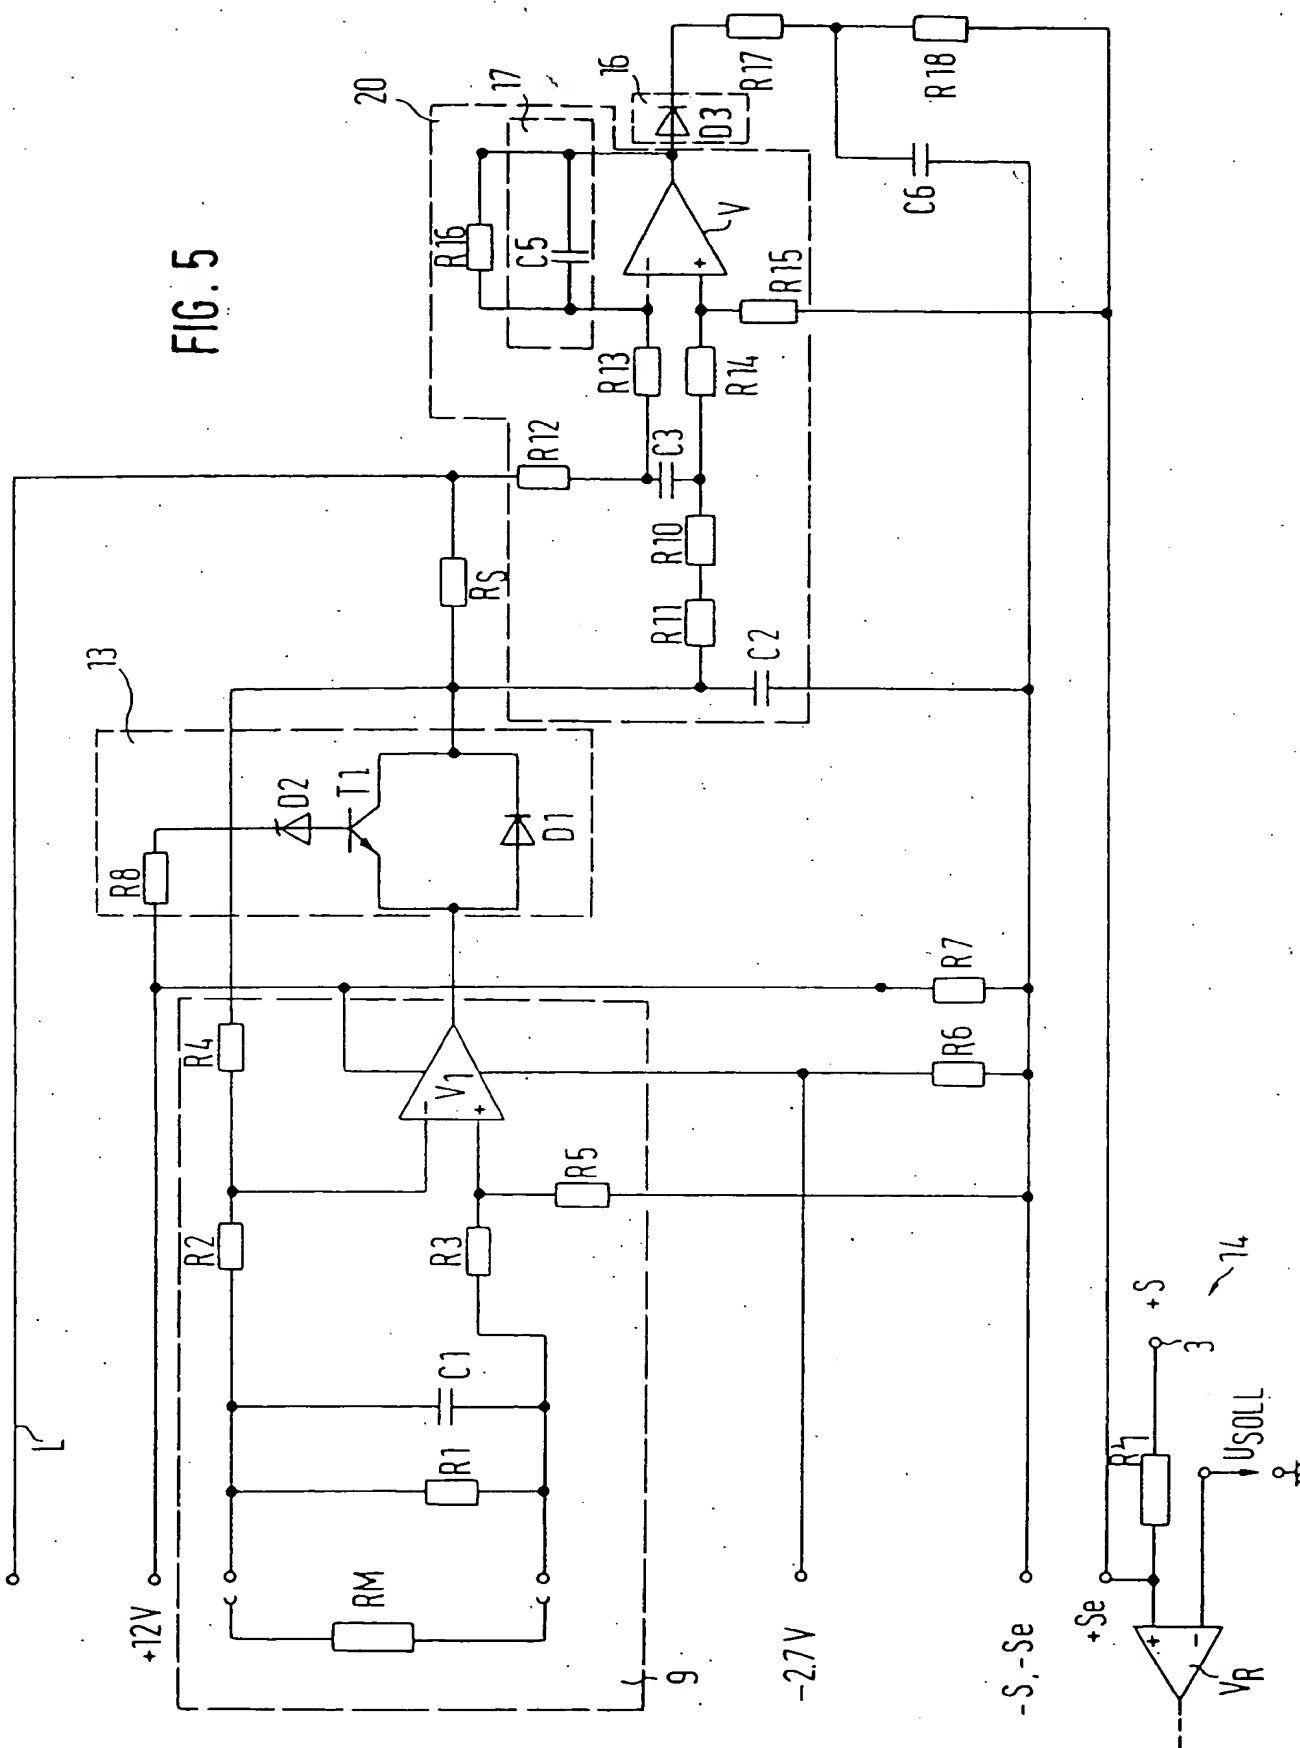 FIG. 5
L
+12V
R8
13
D2
T1
D1
R4
R2
V1
-
+
R3
R5
C1
R1
RM
9
RS
20
17
16
R16
C5
D3
R17
R18
C6
V
-
+
R13
R14
R15
R12
C3
R10
R11
C2
R7
R6
-2.7V
-S,-Se
+Se
+S
3
14
R7
USOLL
+
-
VR